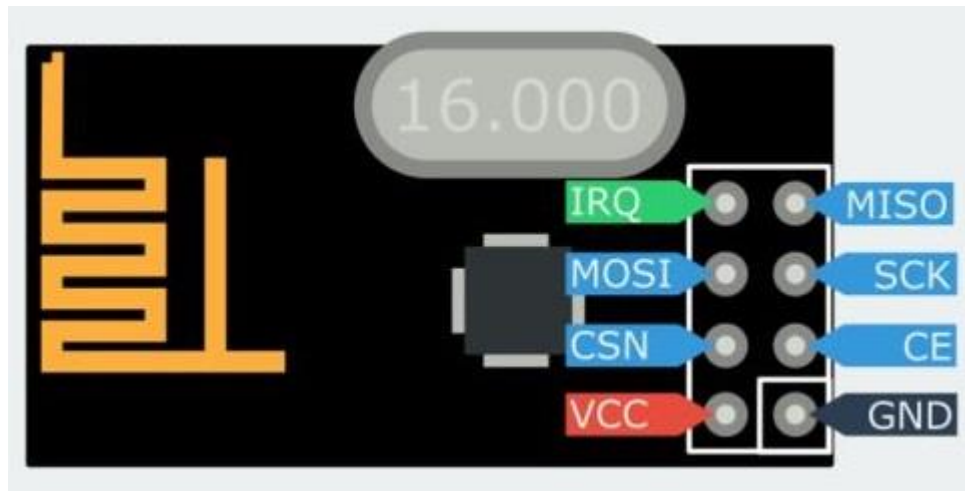 16.000
IRQ MISO
MOSI SCK
CSN CE
VCC GND